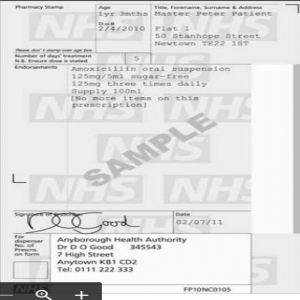 Pharmacy Stamp
Age
1yr 3mths
D.o.B
2/4/2010
Title, Forename, Surname & Address
Master Peter Patient
Flat 1
50 Stanhope Street
Newtown TE22 1ST
Please don't stamp over age box
Number of days' treatment
N.B. Ensure dose is stated
5
Endorsements
Amoxicillin oral suspension
125mg/5ml sugar-free
125mg three times daily
Supply 100ml
[No more items on this
prescription]
NHS
SAMPLE
Signature of Prescriber
Date
D O Good
02/07/11
For
dispenser
No. of
Prescns.
on form
Anyborough Health Authority
Dr D O Good 345543
7 High Street
Anytown KB1 CD2
Tel: 0111 222 333
FP10NC0105